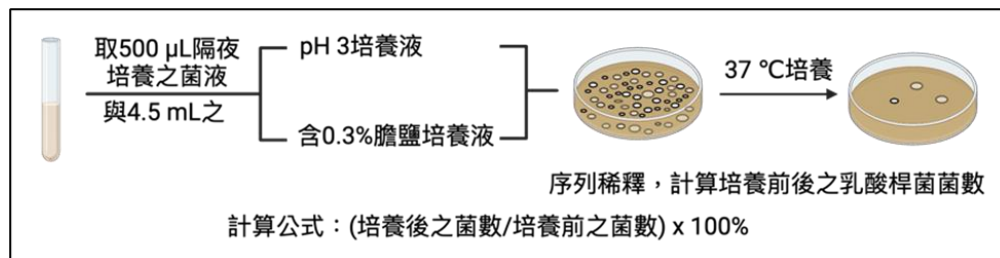 取500 μL隔夜
培養之菌液
與4.5 mL之
pH 3培養液
含0.3%膽鹽培養液
37 ℃培養
序列稀釋，計算培養前後之乳酸桿菌菌數
計算公式：(培養後之菌數/培養前之菌數) x 100%